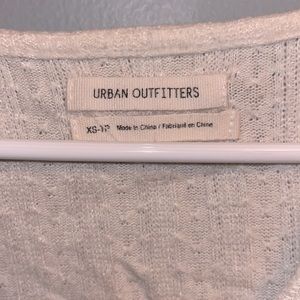 URBAN OUTFITTERS
XS-TP Made in China / Fabriqué en Chine